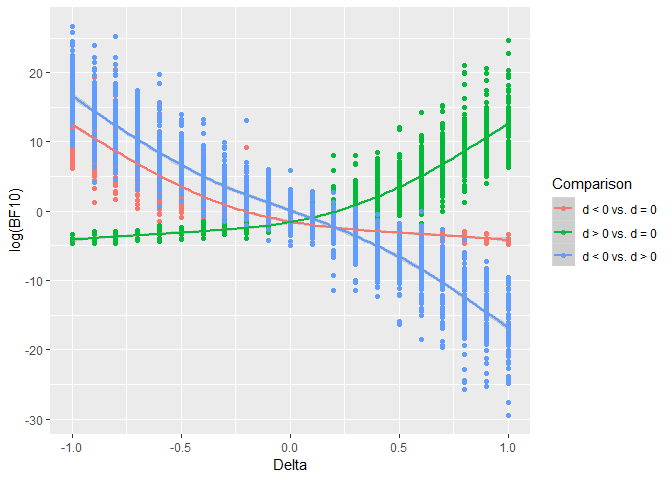 20
10
0
-10
-20
-30
log(BF10)
-1.0
-0.5
0.0
0.5
1.0
Delta
Comparison
d < 0 vs. d = 0
d > 0 vs. d = 0
d < 0 vs. d > 0